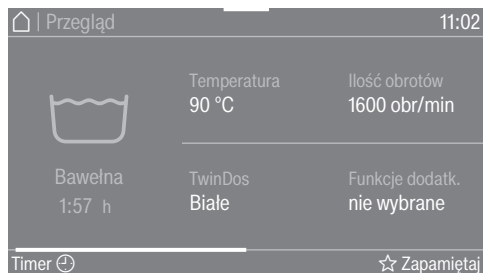 | Przegląd 11:02
Temperatura Ilość obrotów
90 °C 1600 obr/min
Bawełna
1:57 h
TwinDos Funkcje dodatk.
Białe nie wybrane
Timer Zapamiętaj